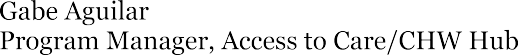 Gabe Aguilar
Program Manager, Access to Care/CHW Hub